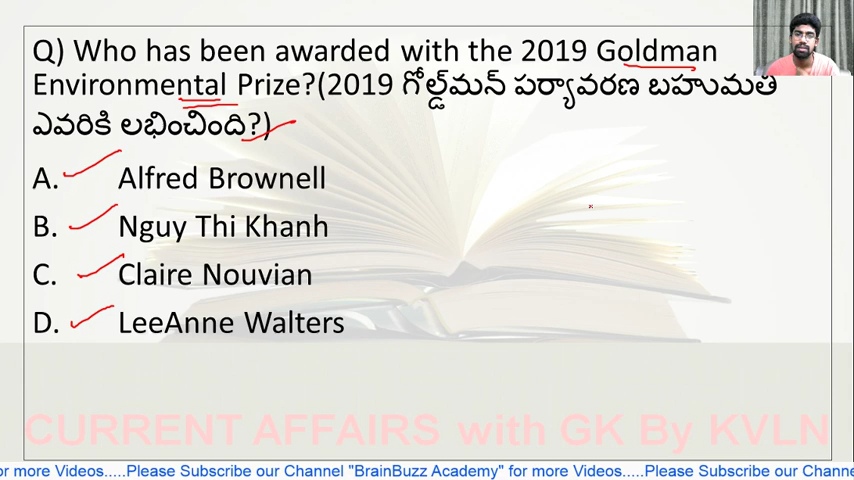 Q) Who has been awarded with the 2019 Goldman
Environmental Prize?(2019 గోల్డ్‌మన్ పర్యావరణ బహుమతి
ఎవరికి లభించింది?)
A. Alfred Brownell
B. Nguy Thi Khanh
C. Claire Nouvian
D. LeeAnne Walters
CURRENT AFFAIRS with GK By KVLN
or more Videos.....Please Subscribe our Channel "BrainBuzz Academy" for more Videos.....Please Subscribe our Channe